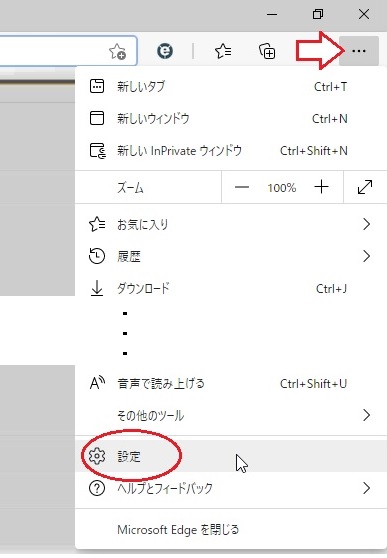 新しいタブ Ctrl+T
新しいウィンドウ Ctrl+N
新しい InPrivate ウィンドウ Ctrl+Shift+N
ズーム 100%
お気に入り
履歴
ダウンロード Ctrl+J
音声で読み上げる Ctrl+Shift+U
その他のツール
設定
ヘルプとフィードバック
Microsoft Edge を閉じる